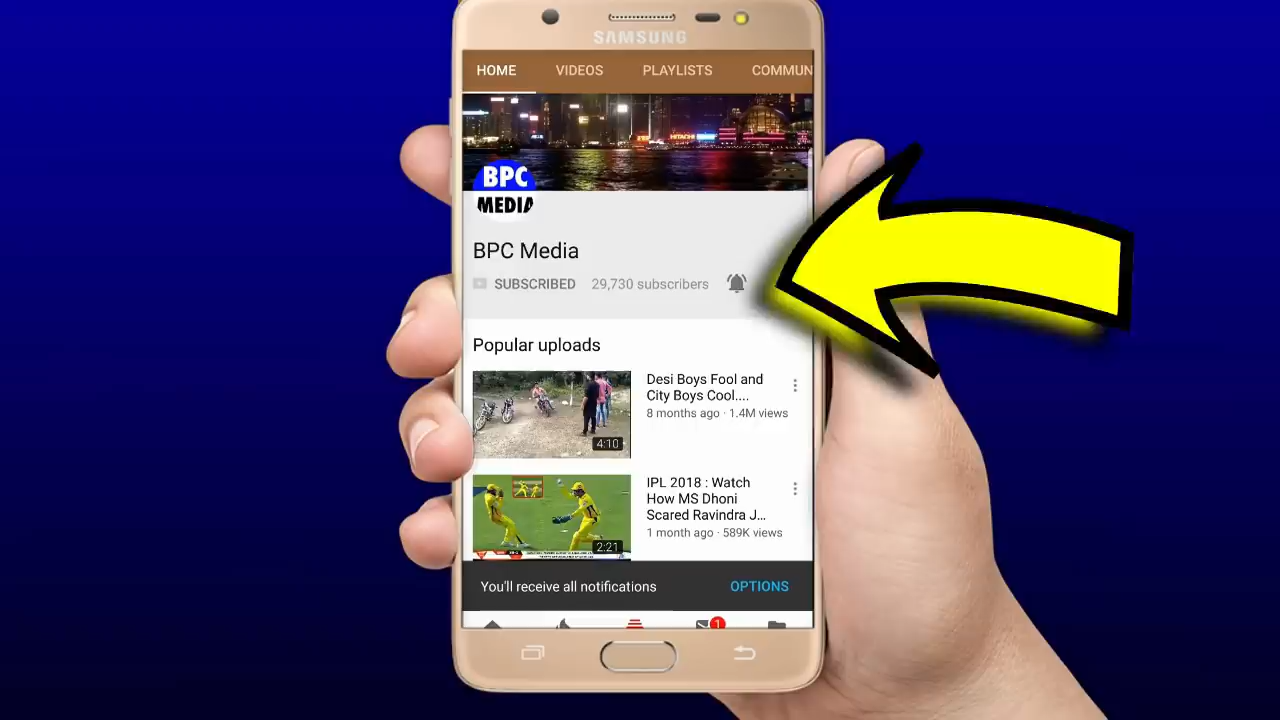 SAMSUNG
HOME VIDEOS PLAYLISTS COMMUN
HITACHI
BPC
MEDIA
BPC Media
SUBSCRIBED 29,730 subscribers
Popular uploads
Desi Boys Fool and
City Boys Cool....
8 months ago · 1.4M views
4:10
IPL 2018 : Watch
How MS Dhoni
Scared Ravindra J...
1 month ago · 589K views
2:21
You'll receive all notifications OPTIONS
1